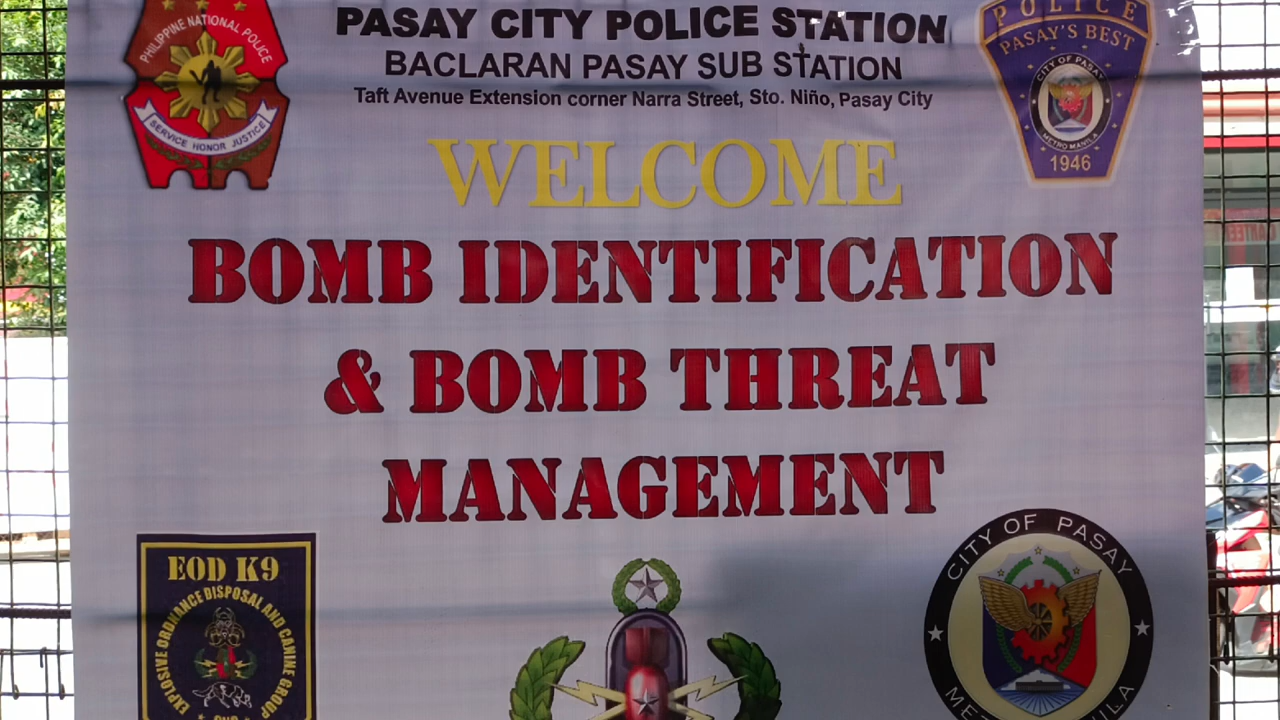 PASAY CITY POLICE STATION
BACLARAN PASAY SUB STATION
Taft Avenue Extension corner Narra Street, Sto. Niño, Pasay City
PHILIPPINE NATIONAL POLICE
SERVICE HONOR JUSTICE
POLICE
PASAY'S BEST
CITY OF PASAY
METRO MANILA
1946
WELCOME
BOMB IDENTIFICATION
& BOMB THREAT
MANAGEMENT
EOD K9
EXPLOSIVE ORDNANCE DISPOSAL AND CANINE GROUP
CITY OF PASAY